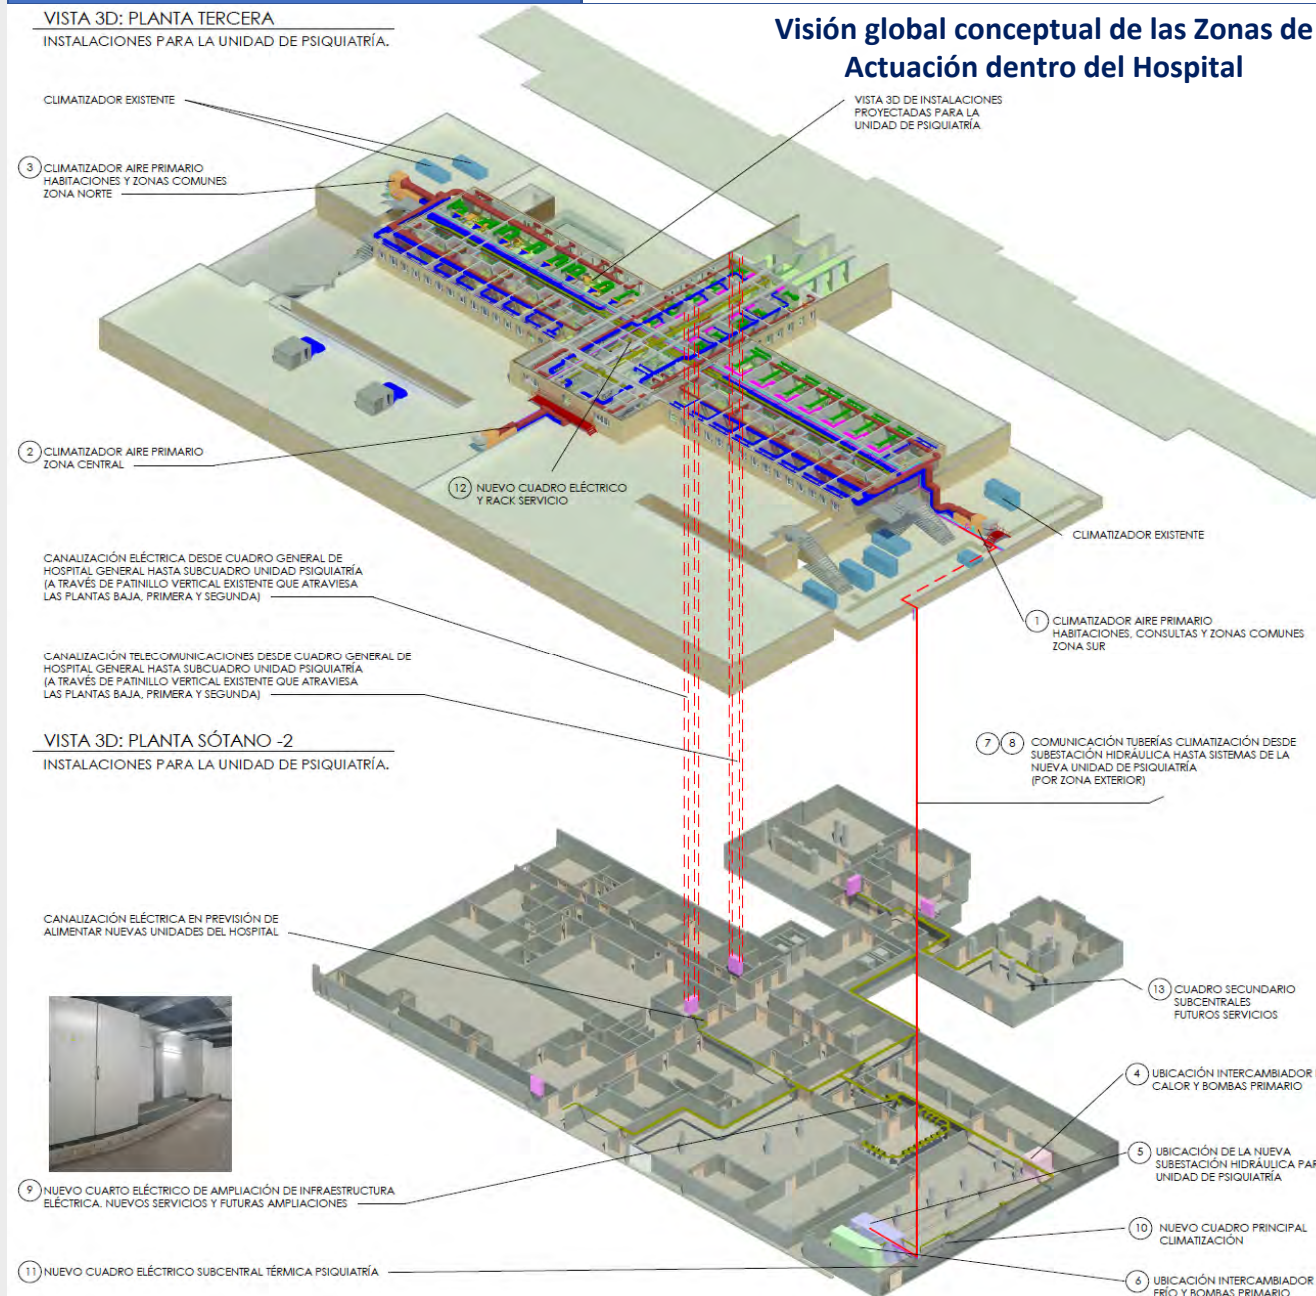 VISTA 3D: PLANTA TERCERA
INSTALACIONES PARA LA UNIDAD DE PSIQUIATRÍA.
Visión global conceptual de las Zonas de
Actuación dentro del Hospital
CLIMATIZADOR EXISTENTE
VISTA 3D DE INSTALACIONES
PROYECTADAS PARA LA
UNIDAD DE PSIQUIATRÍA
3 CLIMATIZADOR AIRE PRIMARIO
HABITACIONES Y ZONAS COMUNES
ZONA NORTE
2 CLIMATIZADOR AIRE PRIMARIO
ZONA CENTRAL
12 NUEVO CUADRO ELÉCTRICO
Y RACK SERVICIO
CLIMATIZADOR EXISTENTE
CANALIZACIÓN ELÉCTRICA DESDE CUADRO GENERAL DE
HOSPITAL GENERAL HASTA SUBCUADRO UNIDAD PSIQUIATRÍA
(A TRAVÉS DE PATINILLO VERTICAL EXISTENTE QUE ATRAVIESA
LAS PLANTAS BAJA, PRIMERA Y SEGUNDA)
1 CLIMATIZADOR AIRE PRIMARIO
HABITACIONES, CONSULTAS Y ZONAS COMUNES
ZONA SUR
CANALIZACIÓN TELECOMUNICACIONES DESDE CUADRO GENERAL DE
HOSPITAL GENERAL HASTA SUBCUADRO UNIDAD PSIQUIATRÍA
(A TRAVÉS DE PATINILLO VERTICAL EXISTENTE QUE ATRAVIESA
LAS PLANTAS BAJA, PRIMERA Y SEGUNDA)
VISTA 3D: PLANTA SÓTANO -2
INSTALACIONES PARA LA UNIDAD DE PSIQUIATRÍA.
7 8 COMUNICACIÓN TUBERÍAS CLIMATIZACIÓN DESDE
SUBESTACIÓN HIDRÁULICA HASTA SISTEMAS DE LA
NUEVA UNIDAD DE PSIQUIATRÍA
(POR ZONA EXTERIOR)
CANALIZACIÓN ELÉCTRICA EN PREVISIÓN DE
ALIMENTAR NUEVAS UNIDADES DEL HOSPITAL
13 CUADRO SECUNDARIO
SUBCENTRALES
FUTUROS SERVICIOS
4 UBICACIÓN INTERCAMBIADOR
CALOR Y BOMBAS PRIMARIO
5 UBICACIÓN DE LA NUEVA
SUBESTACIÓN HIDRÁULICA PAR
UNIDAD DE PSIQUIATRÍA
9 NUEVO CUARTO ELÉCTRICO DE AMPLIACIÓN DE INFRAESTRUCTURA
ELÉCTRICA. NUEVOS SERVICIOS Y FUTURAS AMPLIACIONES
10 NUEVO CUADRO PRINCIPAL
CLIMATIZACIÓN
11 NUEVO CUADRO ELÉCTRICO SUBCENTRAL TÉRMICA PSIQUIATRÍA
6 UBICACIÓN INTERCAMBIADOR
FRÍO Y BOMBAS PRIMARIO